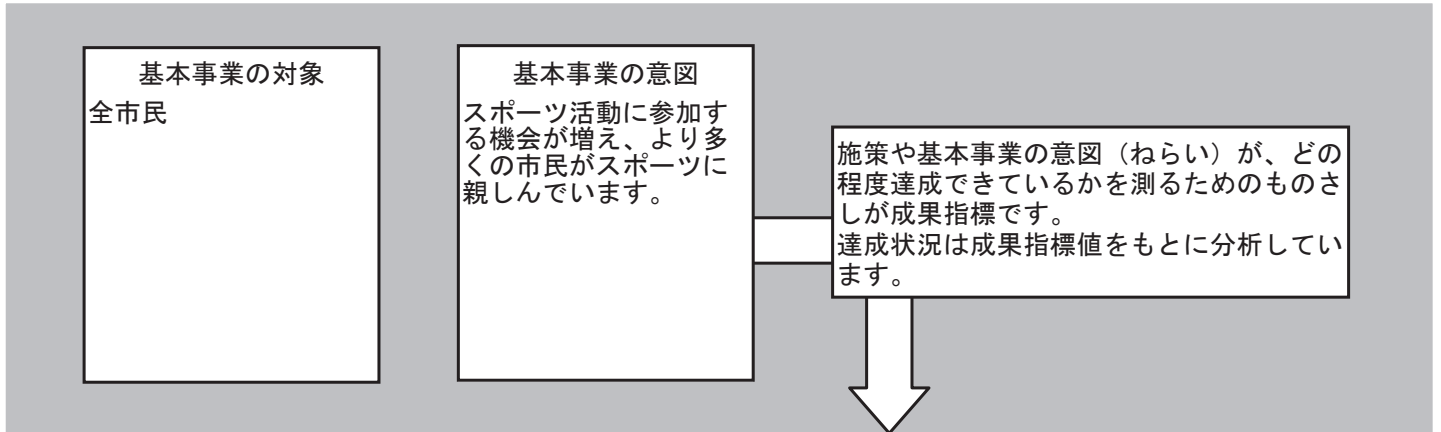 基本事業の対象
全市民
基本事業の意図
スポーツ活動に参加す
る機会が増え、より多
くの市民がスポーツに
親しんでいます。
施策や基本事業の意図（ねらい）が、どの
程度達成できているかを測るためのものさ
しが成果指標です。
達成状況は成果指標値をもとに分析してい
ます。